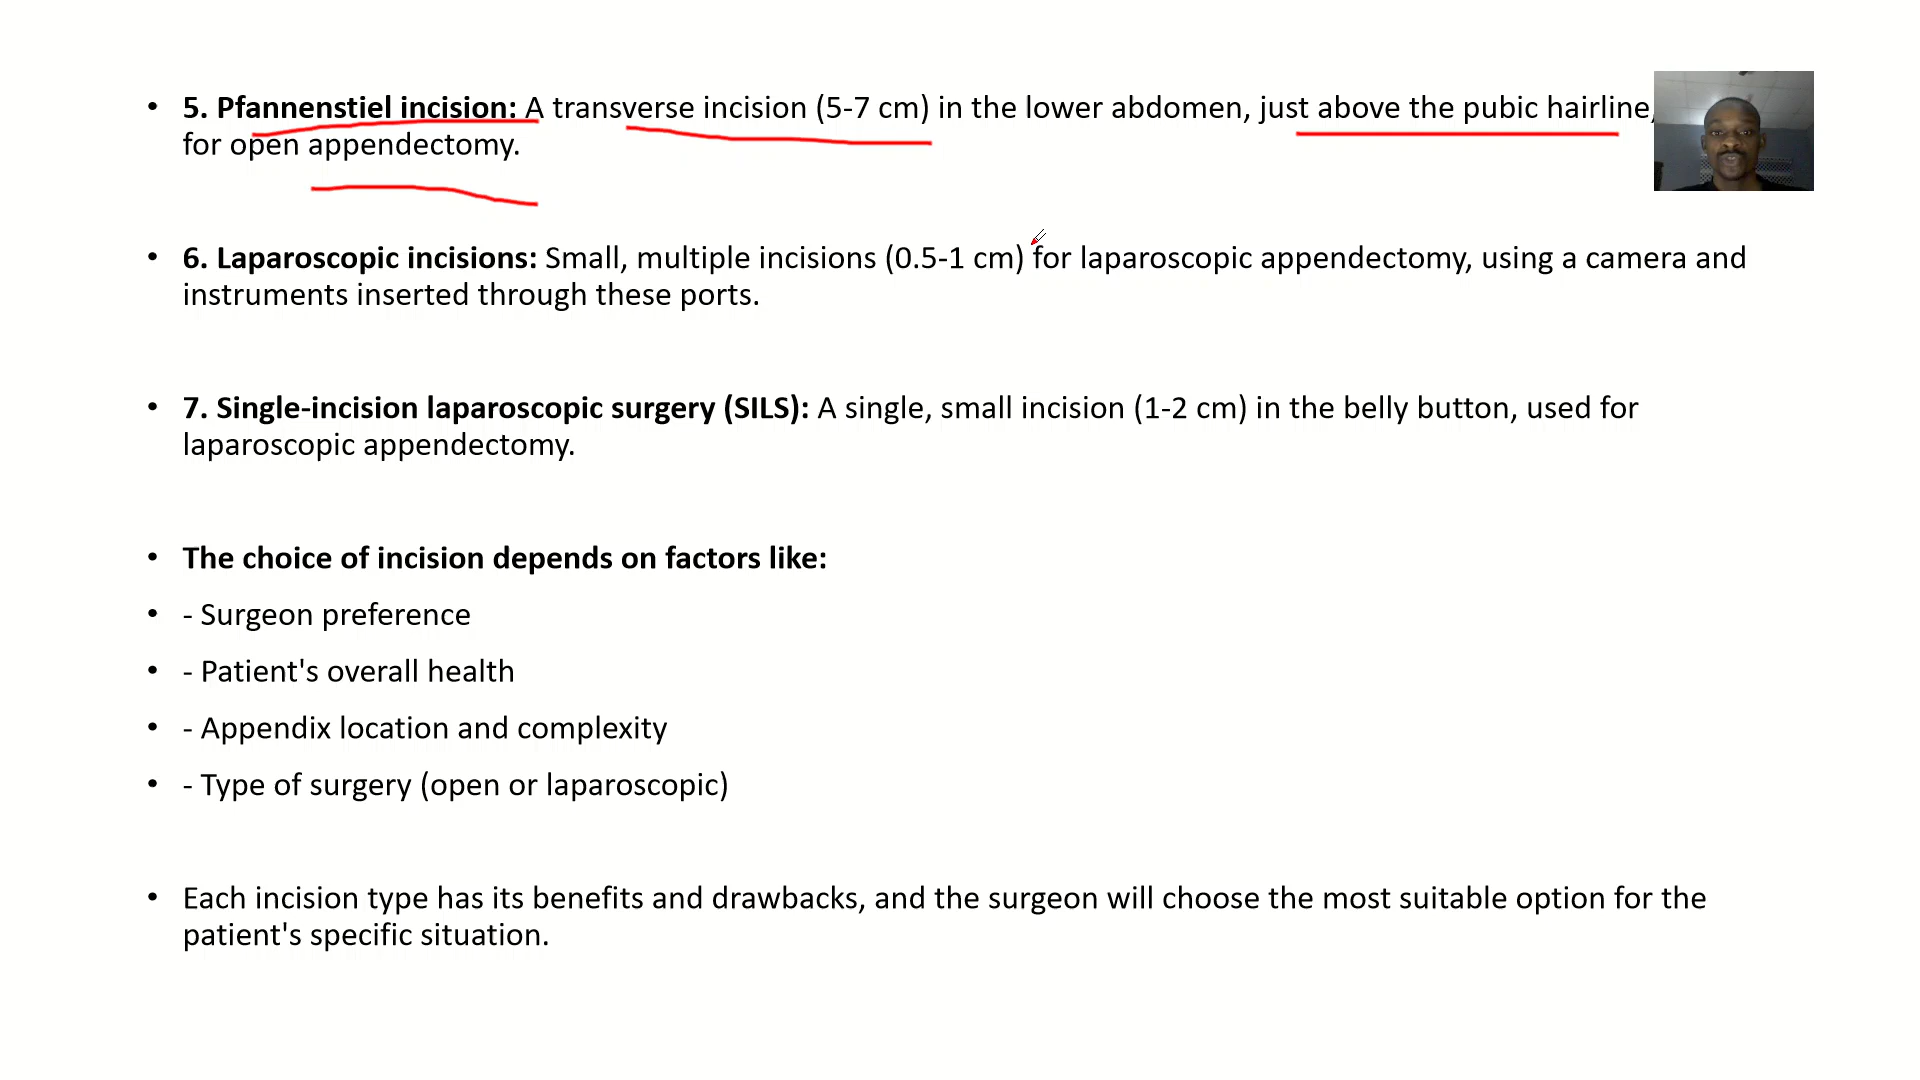 • 5. Pfannenstiel incision: A transverse incision (5-7 cm) in the lower abdomen, just above the pubic hairline,
for open appendectomy.
• 6. Laparoscopic incisions: Small, multiple incisions (0.5-1 cm) for laparoscopic appendectomy, using a camera and
instruments inserted through these ports.
• 7. Single-incision laparoscopic surgery (SILS): A single, small incision (1-2 cm) in the belly button, used for
laparoscopic appendectomy.
• The choice of incision depends on factors like:
• - Surgeon preference
• - Patient's overall health
• - Appendix location and complexity
• - Type of surgery (open or laparoscopic)
• Each incision type has its benefits and drawbacks, and the surgeon will choose the most suitable option for the
patient's specific situation.